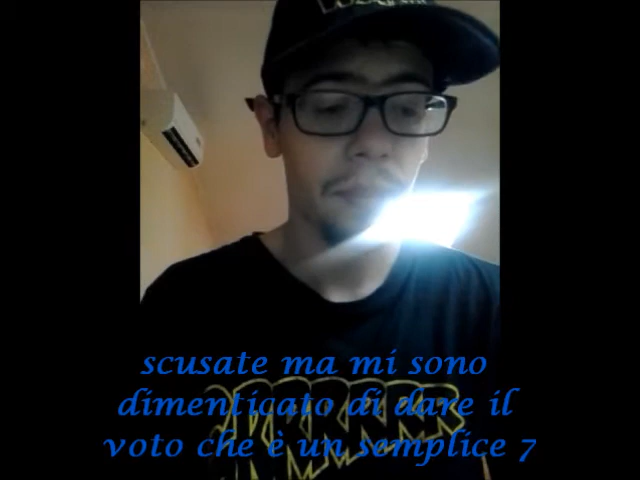 scusate ma mi sono
dimenticato di dare il
voto che è un semplice 7